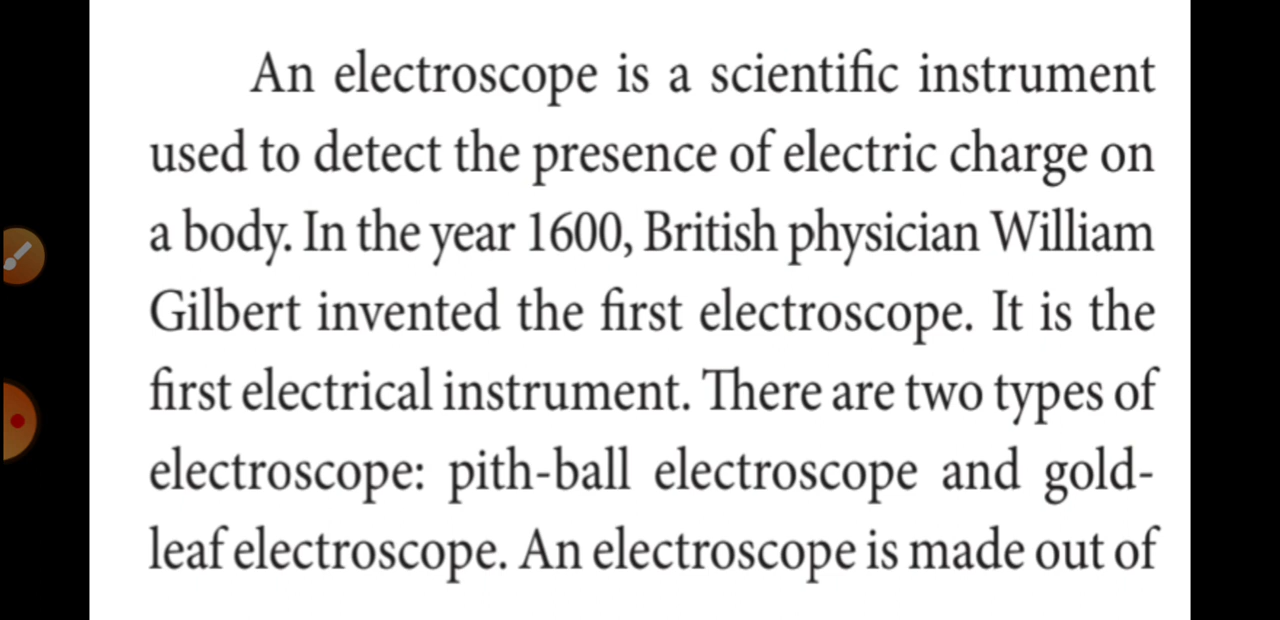 An electroscope is a scientific instrument
used to detect the presence of electric charge on
a body. In the year 1600, British physician William
Gilbert invented the first electroscope. It is the
first electrical instrument. There are two types of
electroscope: pith-ball electroscope and gold-
leaf electroscope. An electroscope is made out of